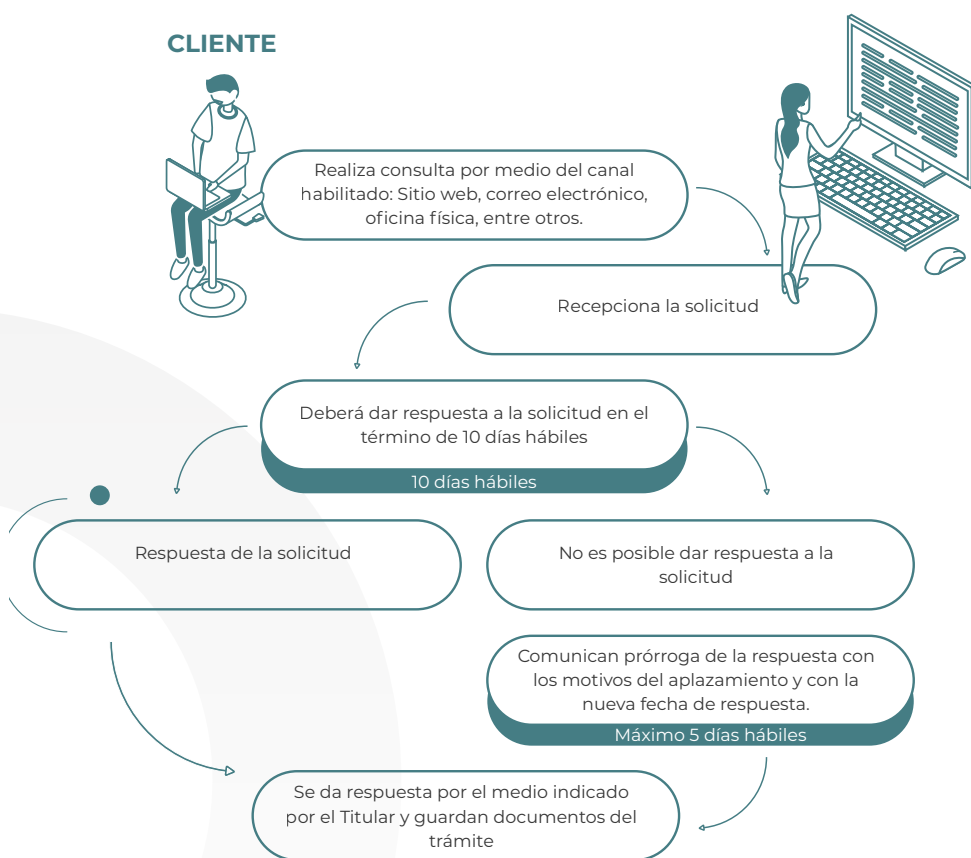 CLIENTE
Realiza consulta por medio del canal
habilitado: Sitio web, correo electrónico,
oficina física, entre otros.
Recepciona la solicitud
Deberá dar respuesta a la solicitud en el
término de 10 días hábiles
10 días hábiles
Respuesta de la solicitud
No es posible dar respuesta a la
solicitud
Comunican prórroga de la respuesta con
los motivos del aplazamiento y con la
nueva fecha de respuesta.
Máximo 5 días hábiles
Se da respuesta por el medio indicado
por el Titular y guardan documentos del
trámite